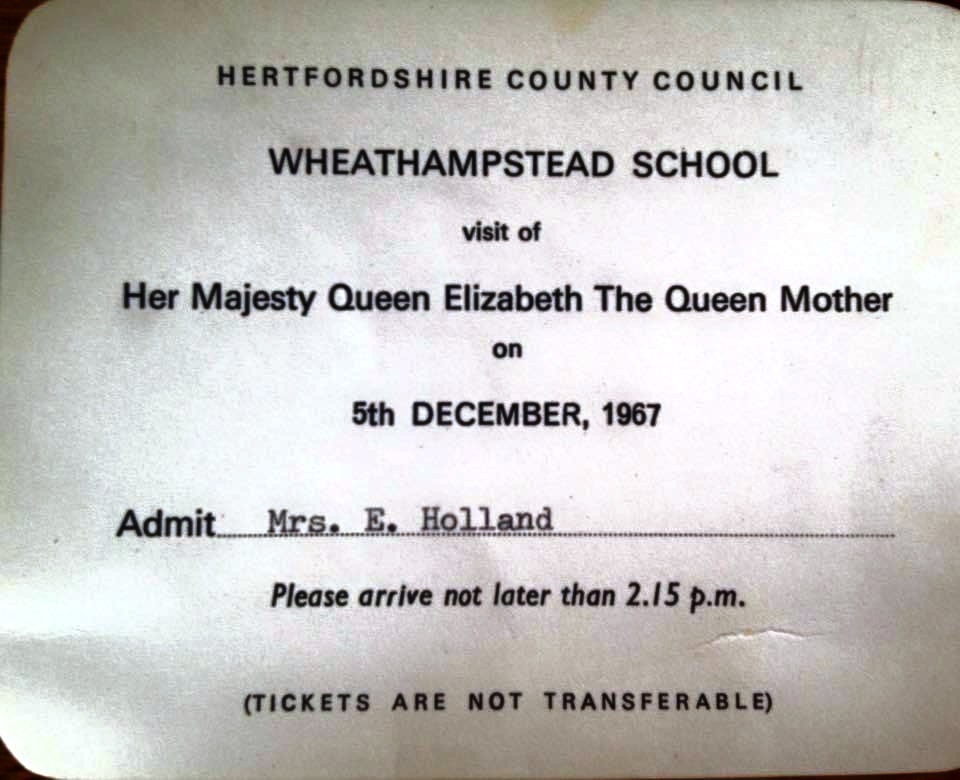 HERTFORDSHIRE COUNTY COUNCIL
WHEATHAMPSTEAD SCHOOL
visit of
Her Majesty Queen Elizabeth The Queen Mother
on
5th DECEMBER, 1967
Admit Mrs. E. Holland
Please arrive not later than 2.15 p.m.
(TICKETS ARE NOT TRANSFERABLE)